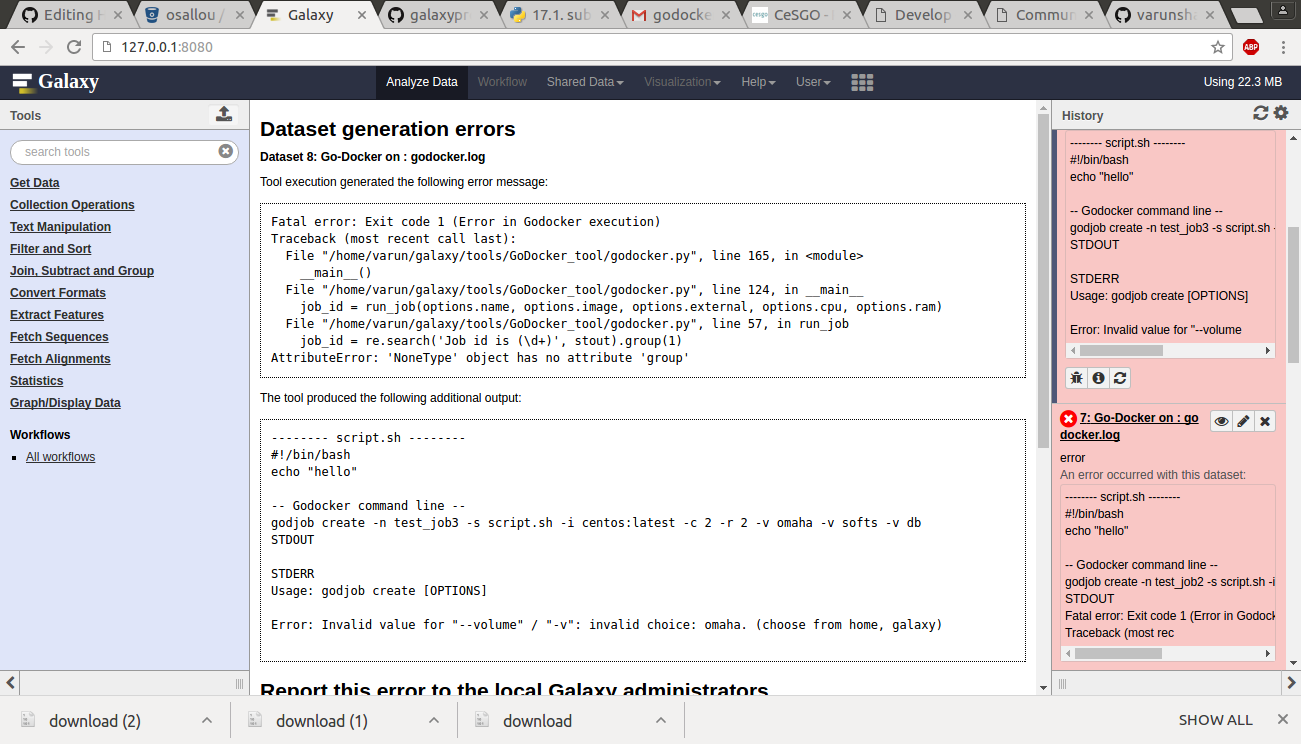 Editing H
osallou /
Galaxy
galaxypr
17.1. sub
godocke
cesgo
CeSGO -
Develop
Commun
varunsha
127.0.0.1:8080
ABP
Galaxy
Analyze Data
Workflow
Shared Data
Visualization
Help
User
Using 22.3 MB
Tools
search tools
Get Data
Collection Operations
Text Manipulation
Filter and Sort
Join, Subtract and Group
Convert Formats
Extract Features
Fetch Sequences
Fetch Alignments
Statistics
Graph/Display Data
Workflows
All workflows
Dataset generation errors
Dataset 8: Go-Docker on : godocker.log
Tool execution generated the following error message:
Fatal error: Exit code 1 (Error in Godocker execution)
Traceback (most recent call last):
File "/home/varun/galaxy/tools/GoDocker_tool/godocker.py", line 165, in <module>
__main__()
File "/home/varun/galaxy/tools/GoDocker_tool/godocker.py", line 124, in __main__
job_id = run_job(options.name, options.image, options.external, options.cpu, options.ram)
File "/home/varun/galaxy/tools/GoDocker_tool/godocker.py", line 57, in run_job
job_id = re.search('Job id is (\d+)', stout).group(1)
AttributeError: 'NoneType' object has no attribute 'group'
The tool produced the following additional output:
-------- script.sh --------
#!/bin/bash
echo "hello"
-- Godocker command line --
godjob create -n test_job3 -s script.sh -i centos:latest -c 2 -r 2 -v omaha -v softs -v db
STDOUT
STDERR
Usage: godjob create [OPTIONS]
Error: Invalid value for "--volume" / "-v": invalid choice: omaha. (choose from home, galaxy)
Report this error to the local Galaxy administrators
History
-------- script.sh --------
#!/bin/bash
echo "hello"
-- Godocker command line --
godjob create -n test_job3 -s script.sh -
STDOUT
STDERR
Usage: godjob create [OPTIONS]
Error: Invalid value for "--volume
7: Go-Docker on : go
docker.log
error
An error occurred with this dataset:
-------- script.sh --------
#!/bin/bash
echo "hello"
-- Godocker command line --
godjob create -n test_job2 -s script.sh -i
STDOUT
Fatal error: Exit code 1 (Error in Godock
Traceback (most rec
download (2)
download (1)
download
SHOW ALL